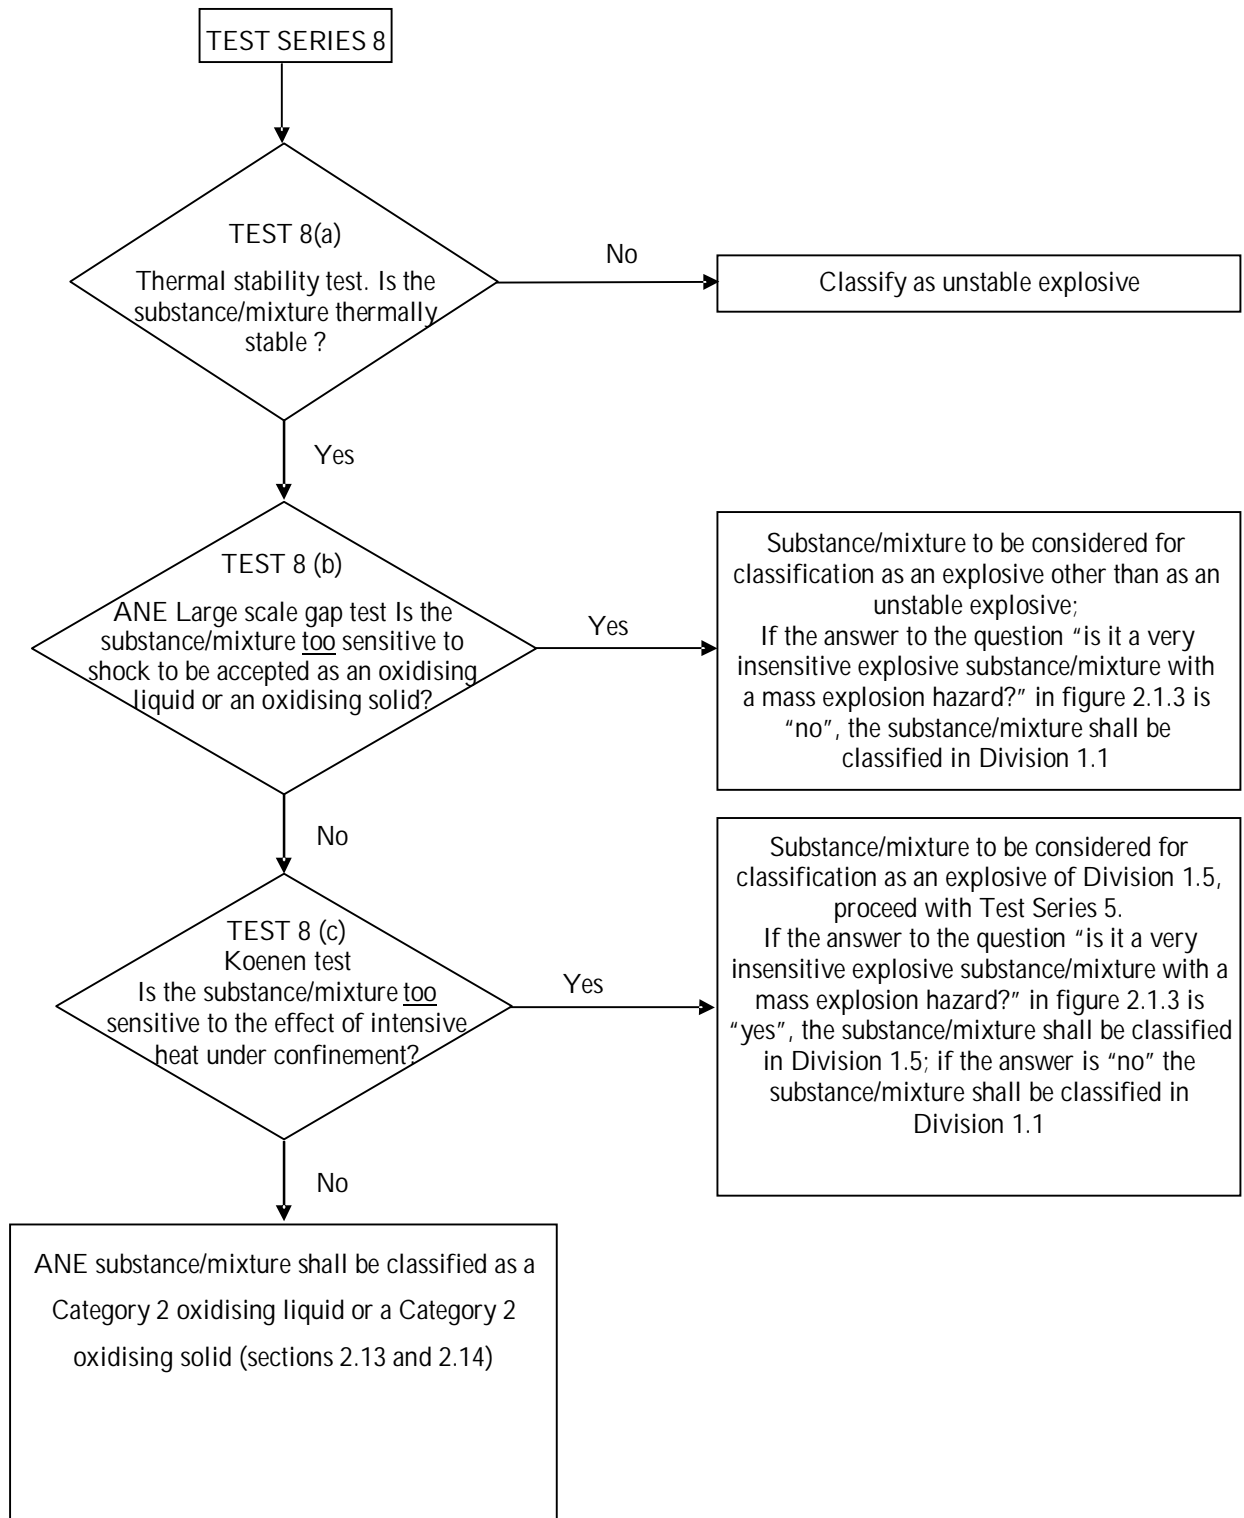 TEST SERIES 8
TEST 8(a)
Thermal stability test. Is the
substance/mixture thermally
stable ?
No
Classify as unstable explosive
Yes
TEST 8 (b)
ANE Large scale gap test Is the
substance/mixture too sensitive to
shock to be accepted as an oxidising
liquid or an oxidising solid?
Yes
Substance/mixture to be considered for
classification as an explosive other than as an
unstable explosive;
If the answer to the question “is it a very
insensitive explosive substance/mixture with
a mass explosion hazard?” in figure 2.1.3 is
“no”, the substance/mixture shall be
classified in Division 1.1
No
TEST 8 (c)
Koenen test
Is the substance/mixture too
sensitive to the effect of intensive
heat under confinement?
Yes
Substance/mixture to be considered for
classification as an explosive of Division 1.5,
proceed with Test Series 5.
If the answer to the question “is it a very
insensitive explosive substance/mixture with a
mass explosion hazard?” in figure 2.1.3 is
“yes”, the substance/mixture shall be classified
in Division 1.5; if the answer is “no” the
substance/mixture shall be classified in
Division 1.1
No
ANE substance/mixture shall be classified as a
Category 2 oxidising liquid or a Category 2
oxidising solid (sections 2.13 and 2.14)